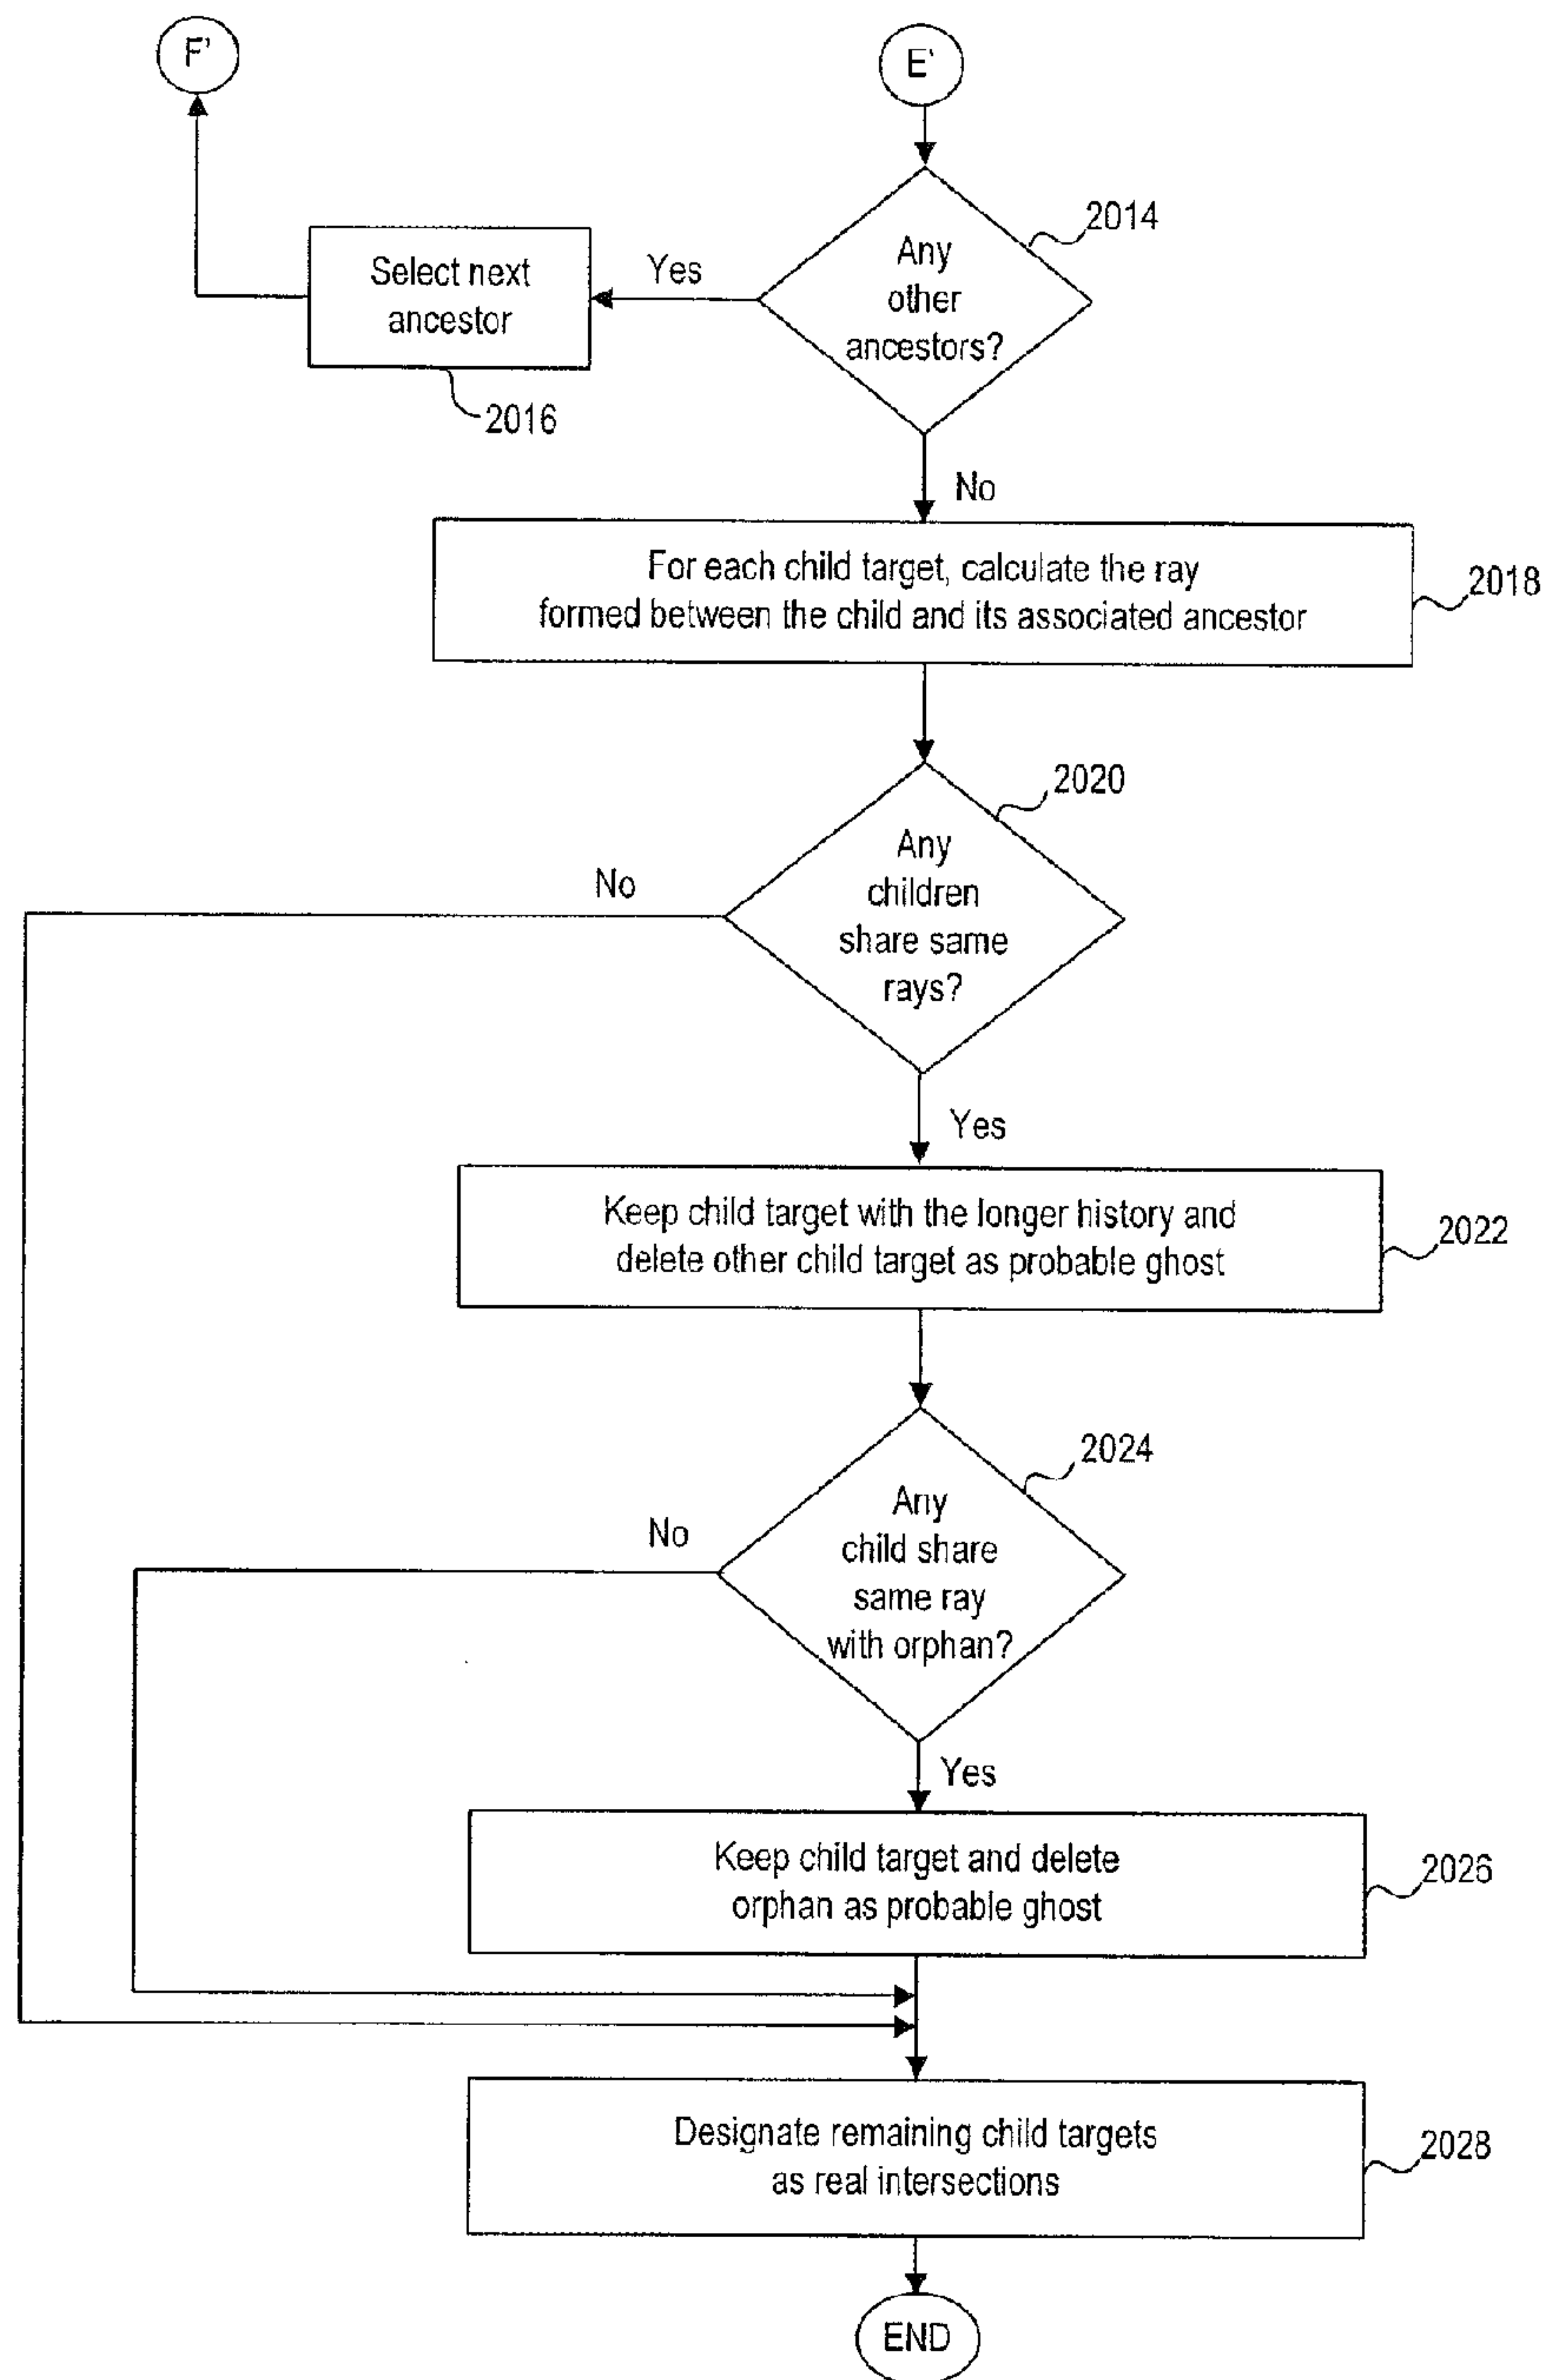 F'
E'
2014
Any
other
ancestors?
Yes
Select next
ancestor
2016
No
For each child target, calculate the ray
formed between the child and its associated ancestor
2018
2020
Any
children
share same
rays?
No
Yes
Keep child target with the longer history and
delete other child target as probable ghost
2022
2024
Any
child share
same ray
with orphan?
No
Yes
Keep child target and delete
orphan as probable ghost
2026
Designate remaining child targets
as real intersections
2028
END